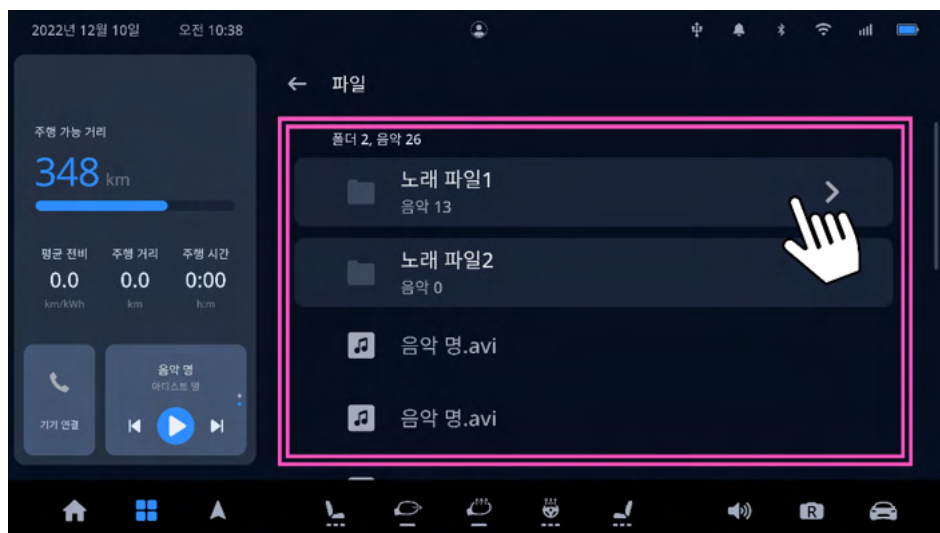 2022년 12월 10일 오전 10:38
← 파일
주행 가능 거리
348 km
평균 전비 주행 거리 주행 시간
0.0 0.0 0:00
km/kWh km h:m
기기 연결
음악 명
아티스트 명
폴더 2, 음악 26
노래 파일1
음악 13
노래 파일2
음악 0
음악 명.avi
음악 명.avi
R